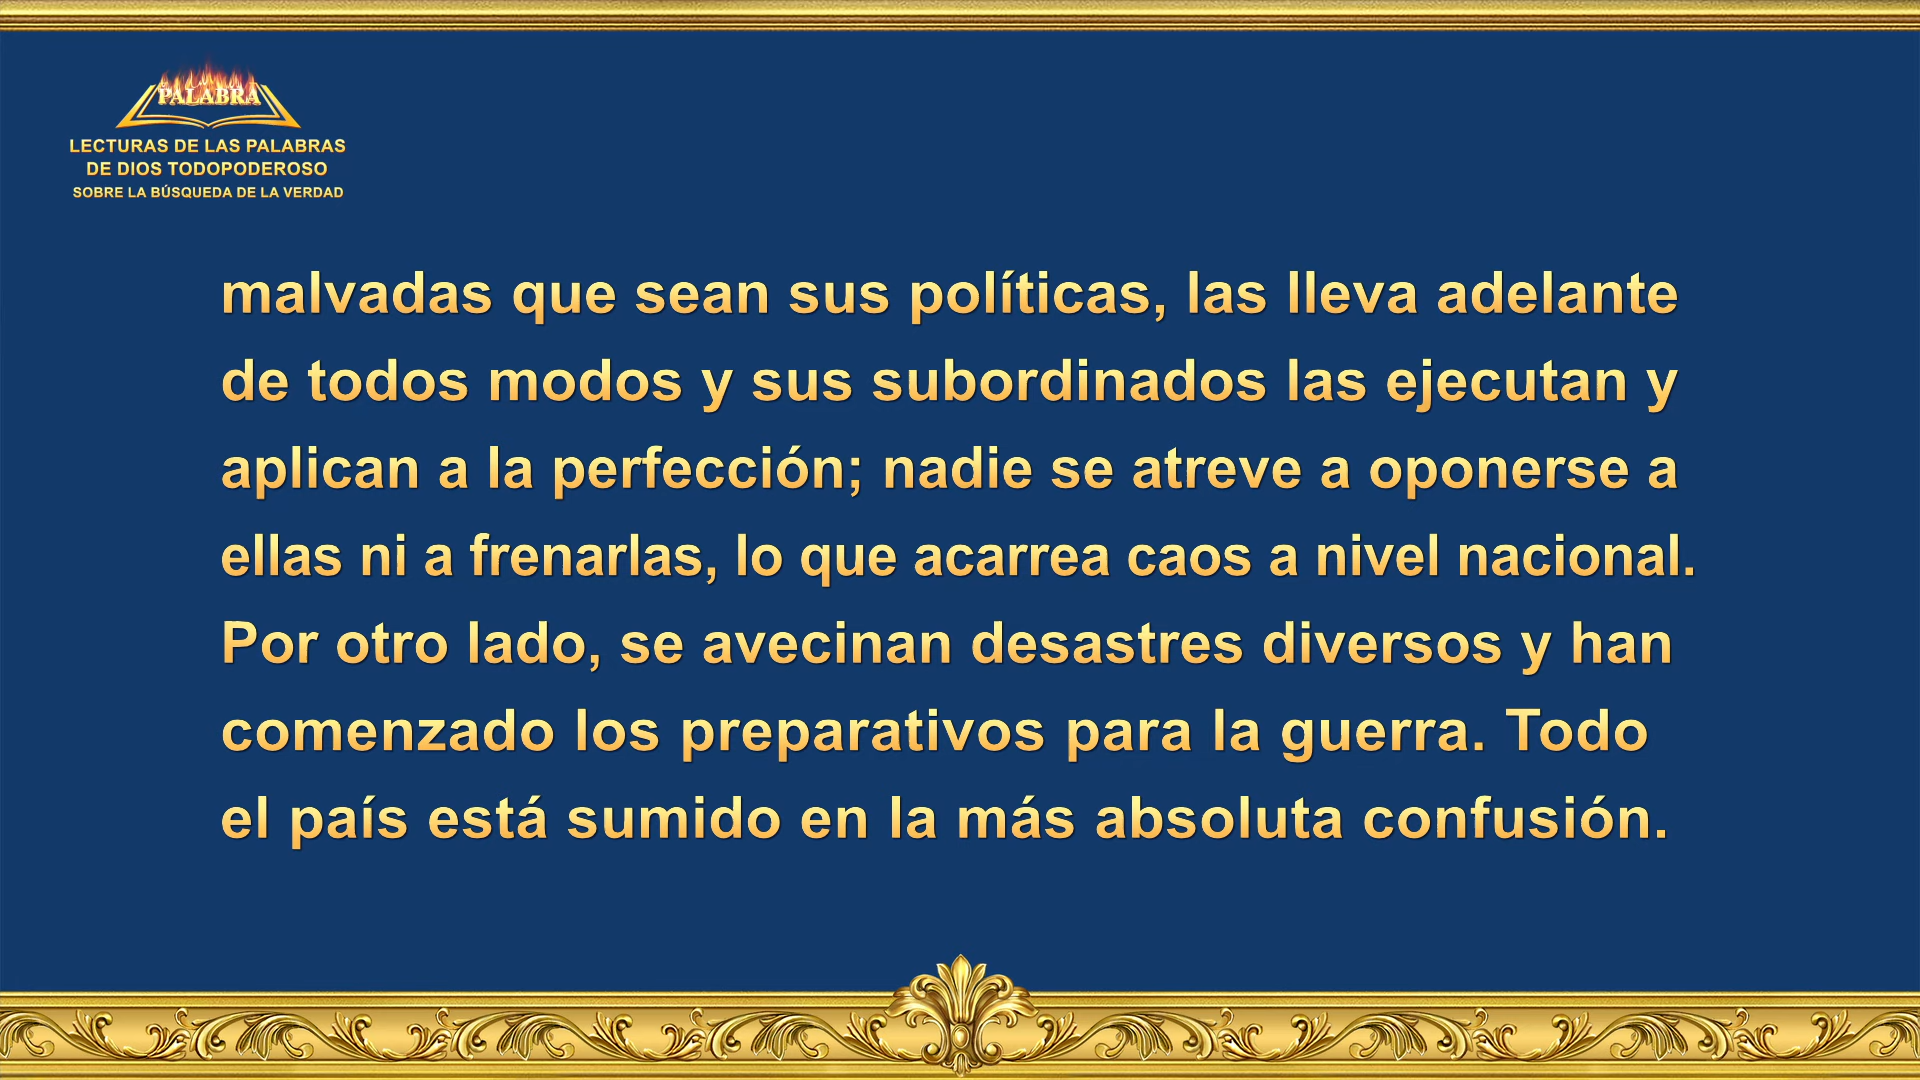 PALABRA
LECTURAS DE LAS PALABRAS
DE DIOS TODOPODEROSO
SOBRE LA BÚSQUEDA DE LA VERDAD
malvadas que sean sus políticas, las lleva adelante
de todos modos y sus subordinados las ejecutan y
aplican a la perfección; nadie se atreve a oponerse a
ellas ni a frenarlas, lo que acarrea caos a nivel nacional.
Por otro lado, se avecinan desastres diversos y han
comenzado los preparativos para la guerra. Todo
el país está sumido en la más absoluta confusión.